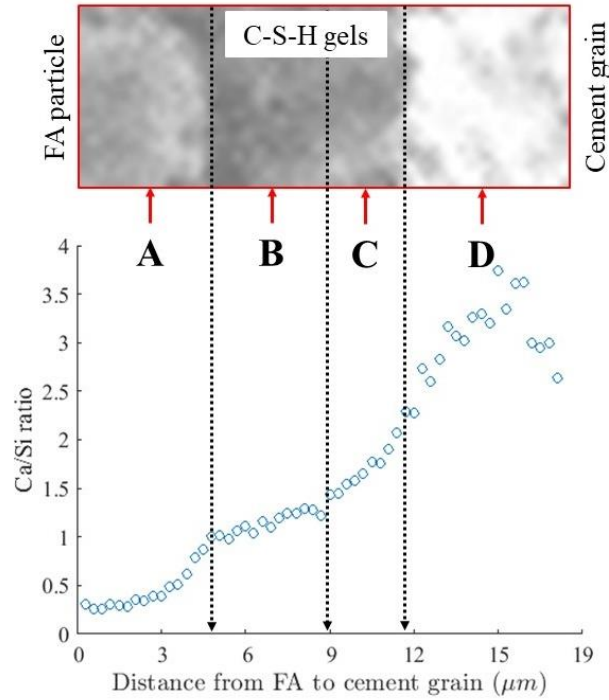 C-S-H gels
FA particle
Cement grain
A
B
C
D
4
3.5
3
2.5
2
1.5
1
0.5
0
Ca/Si ratio
0 3 6 9 12 15 19
Distance from FA to cement grain (μm)